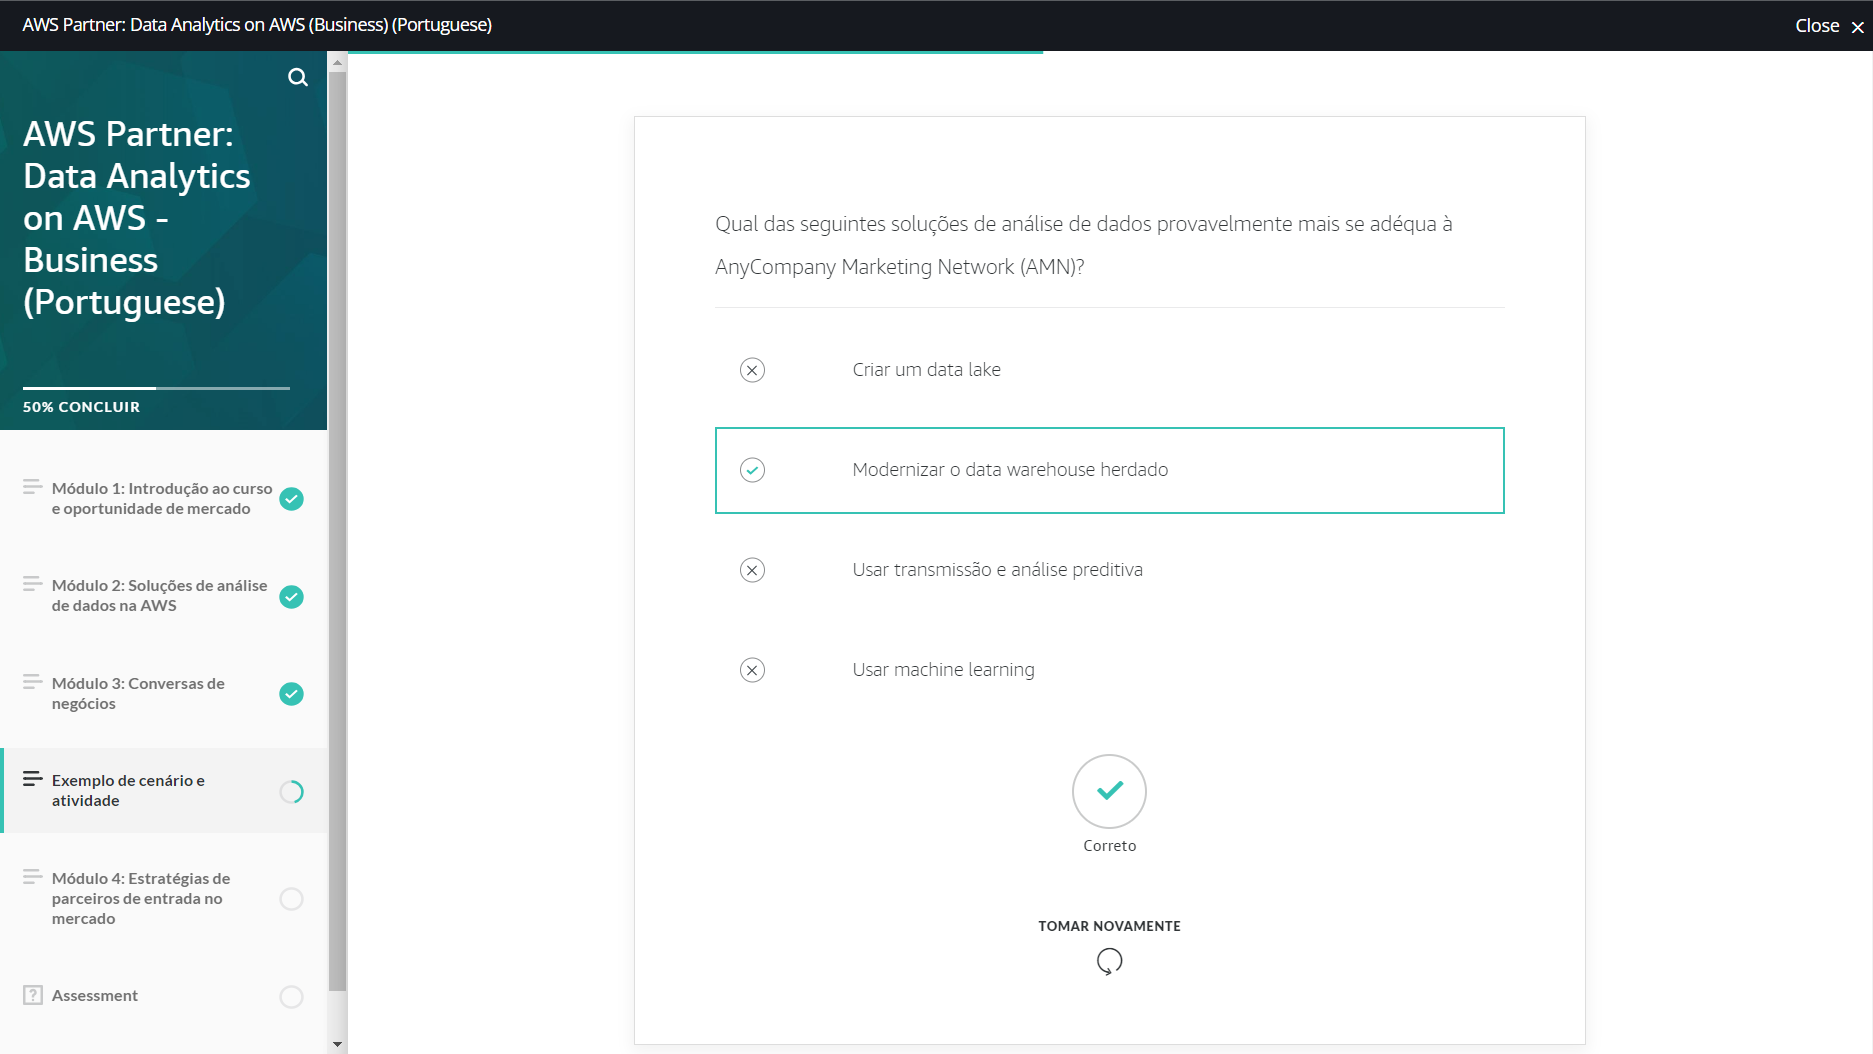 AWS Partner: Data Analytics on AWS (Business) (Portuguese)
Close
AWS Partner:
Data Analytics
on AWS -
Business
(Portuguese)
50% CONCLUIR
Módulo 1: Introdução ao curso
e oportunidade de mercado
Módulo 2: Soluções de análise
de dados na AWS
Módulo 3: Conversas de
negócios
Exemplo de cenário e
atividade
Módulo 4: Estratégias de
parceiros de entrada no
mercado
Assessment
Qual das seguintes soluções de análise de dados provavelmente mais se adéqua à
AnyCompany Marketing Network (AMN)?
Criar um data lake
Modernizar o data warehouse herdado
Usar transmissão e análise preditiva
Usar machine learning
Correto
TOMAR NOVAMENTE